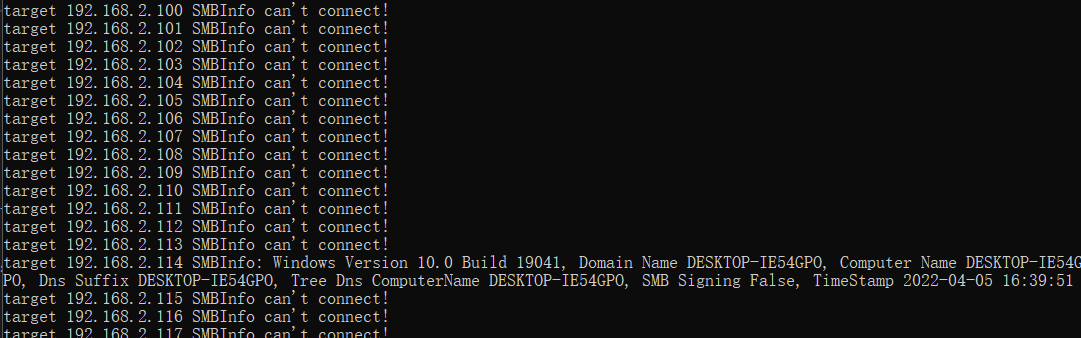 target 192.168.2.100 SMBInfo can't connect!
target 192.168.2.101 SMBInfo can't connect!
target 192.168.2.102 SMBInfo can't connect!
target 192.168.2.103 SMBInfo can't connect!
target 192.168.2.104 SMBInfo can't connect!
target 192.168.2.105 SMBInfo can't connect!
target 192.168.2.106 SMBInfo can't connect!
target 192.168.2.107 SMBInfo can't connect!
target 192.168.2.108 SMBInfo can't connect!
target 192.168.2.109 SMBInfo can't connect!
target 192.168.2.110 SMBInfo can't connect!
target 192.168.2.111 SMBInfo can't connect!
target 192.168.2.112 SMBInfo can't connect!
target 192.168.2.113 SMBInfo can't connect!
target 192.168.2.114 SMBInfo: Windows Version 10.0 Build 19041, Domain Name DESKTOP-IE54GPO, Computer Name DESKTOP-IE54G
PO, Dns Suffix DESKTOP-IE54GPO, Tree Dns ComputerName DESKTOP-IE54GPO, SMB Signing False, TimeStamp 2022-04-05 16:39:51
target 192.168.2.115 SMBInfo can't connect!
target 192.168.2.116 SMBInfo can't connect!
target 192.168.2.117 SMBInfo can't connect!